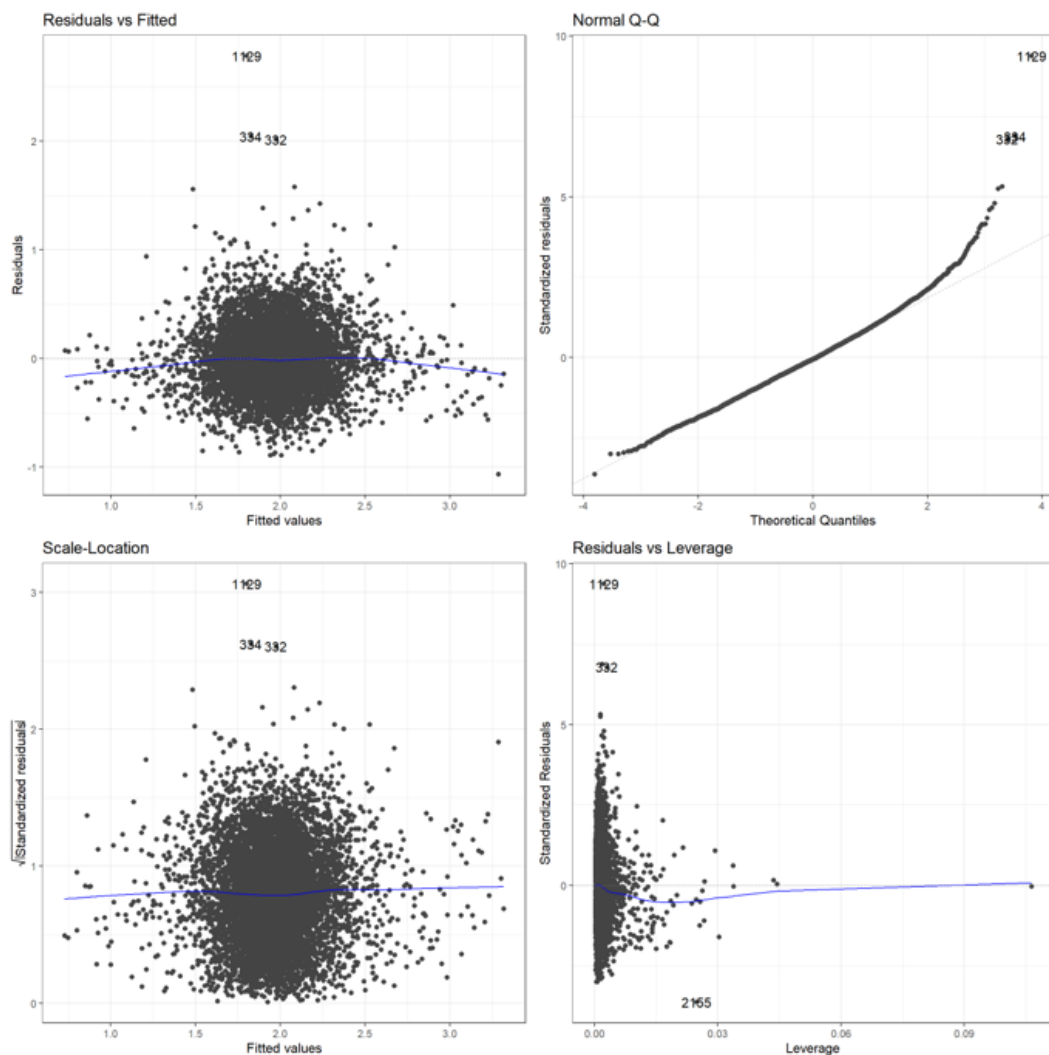 Residuals vs Fitted
1129
334
332
2
1
0
-1
Residuals
1.0 1.5 2.0 2.5 3.0
Fitted values
Normal Q-Q
1129
10
5
0
Standardized residuals
-4 -2 0 2 4
Theoretical Quantiles
Scale-Location
1129
334
332
3
2
1
0
√|Standardized residuals|
1.0 1.5 2.0 2.5 3.0
Fitted values
Residuals vs Leverage
1129
332
2155
10
5
0
Standardized Residuals
0.00 0.03 0.06 0.09
Leverage